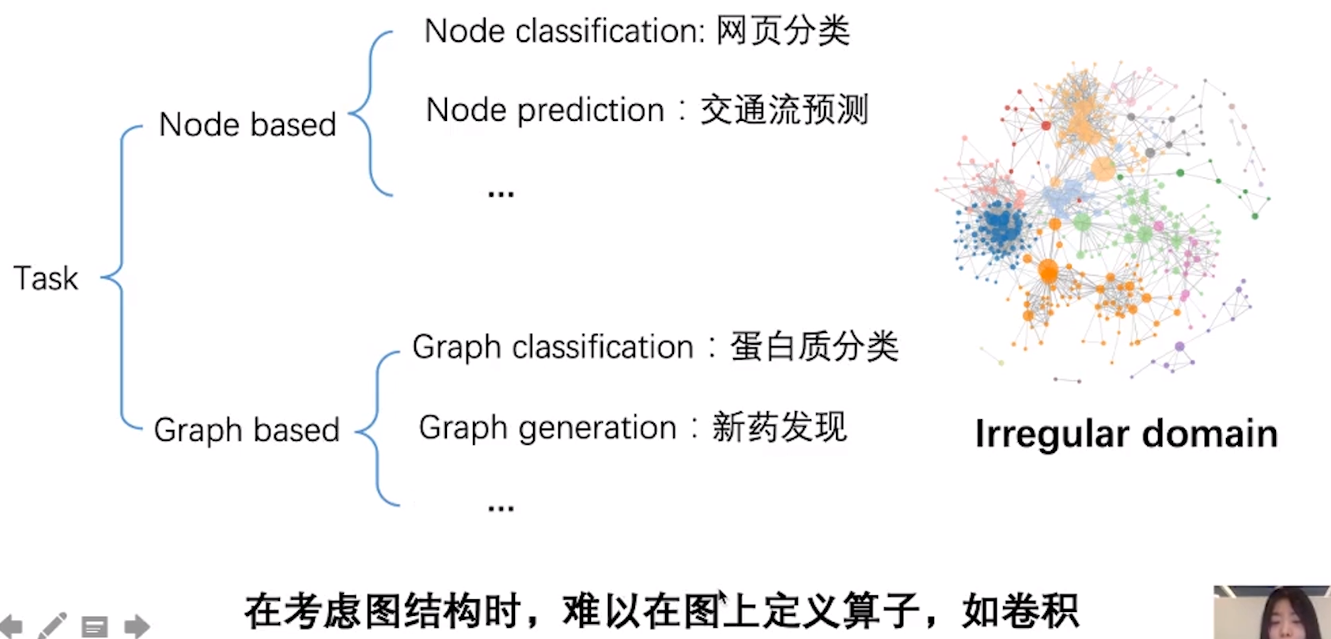 Node classification: 网页分类
Node prediction：交通流预测
Node based
...
Task
Graph classification：蛋白质分类
Graph generation：新药发现
Graph based
...
Irregular domain
在考虑图结构时，难以在图上定义算子，如卷积